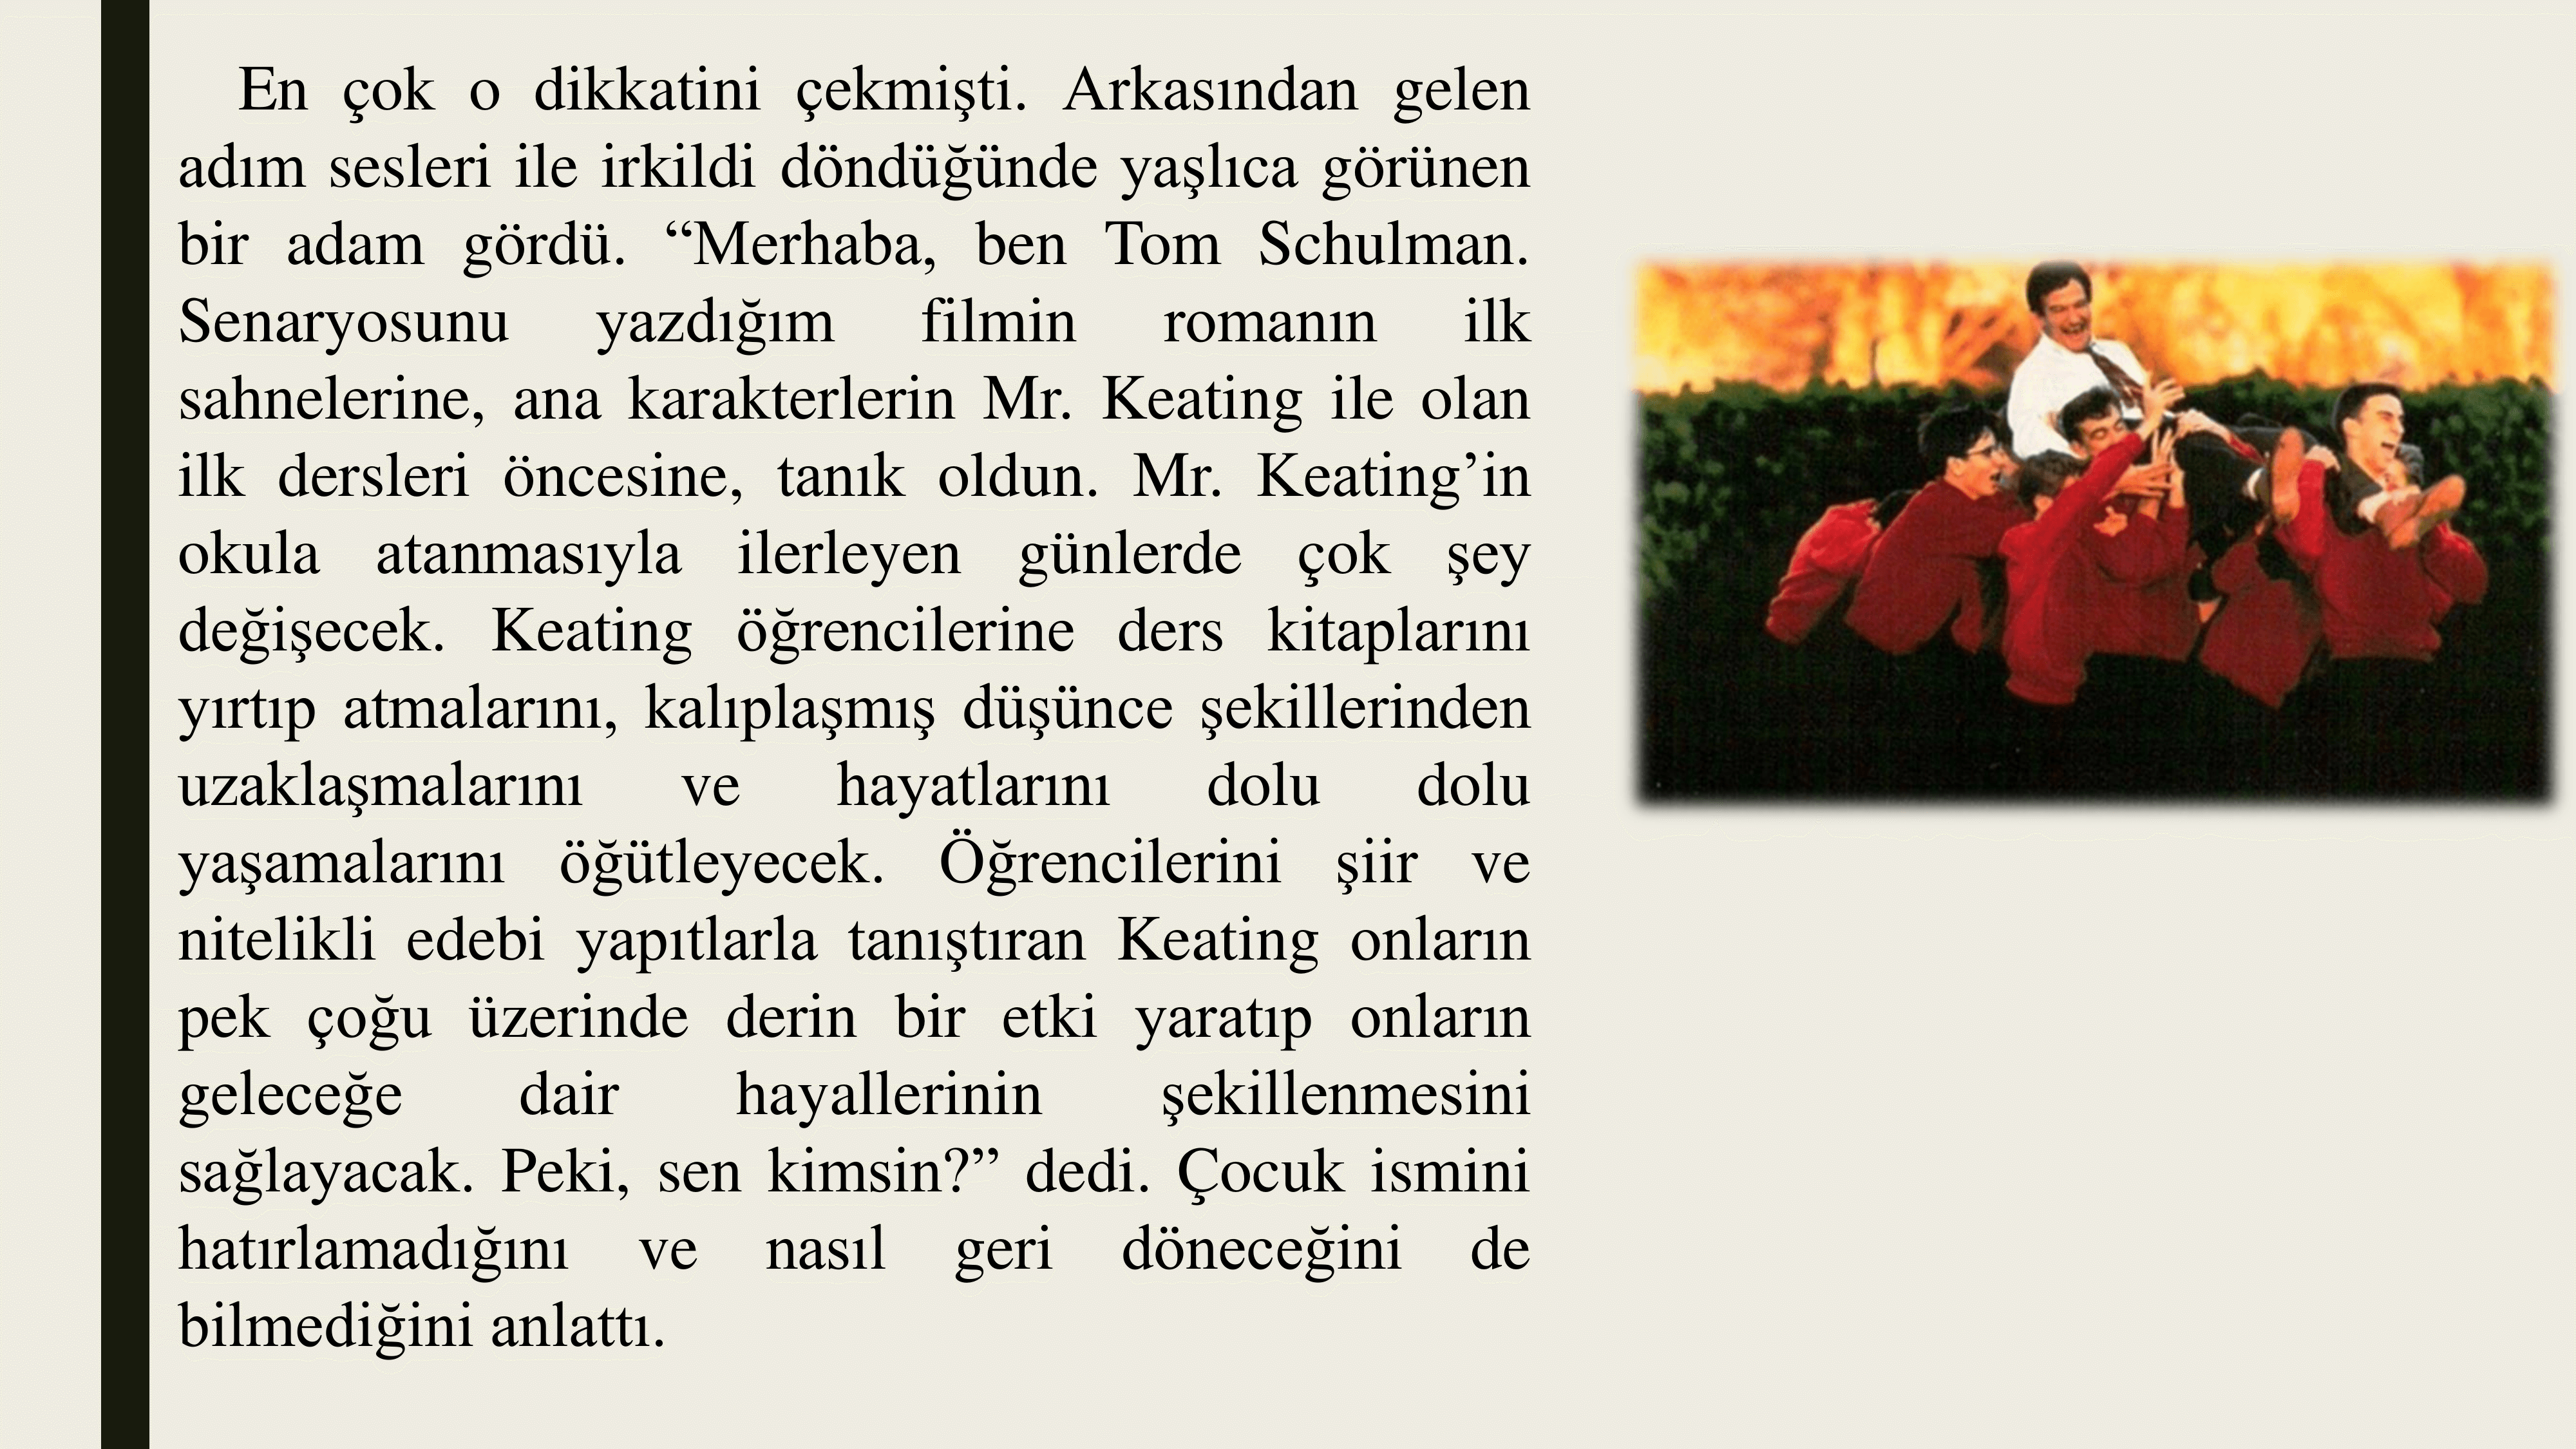 En çok o dikkatini çekmişti. Arkasından gelen
adım sesleri ile irkildi döndüğünde yaşlıca görünen
bir adam gördü. “Merhaba, ben Tom Schulman.
Senaryosunu yazdığım filmin romanın ilk
sahnelerine, ana karakterlerin Mr. Keating ile olan
ilk dersleri öncesine, tanık oldun. Mr. Keating’in
okula atanmasıyla ilerleyen günlerde çok şey
değişecek. Keating öğrencilerine ders kitaplarını
yırtıp atmalarını, kalıplaşmış düşünce şekillerinden
uzaklaşmalarını ve hayatlarını dolu dolu
yaşamalarını öğütleyecek. Öğrencilerini şiir ve
nitelikli edebi yapıtlarla tanıştıran Keating onların
pek çoğu üzerinde derin bir etki yaratıp onların
geleceğe dair hayallerinin şekillenmesini
sağlayacak. Peki, sen kimsin?” dedi. Çocuk ismini
hatırlamadığını ve nasıl geri döneceğini de
bilmediğini anlattı.